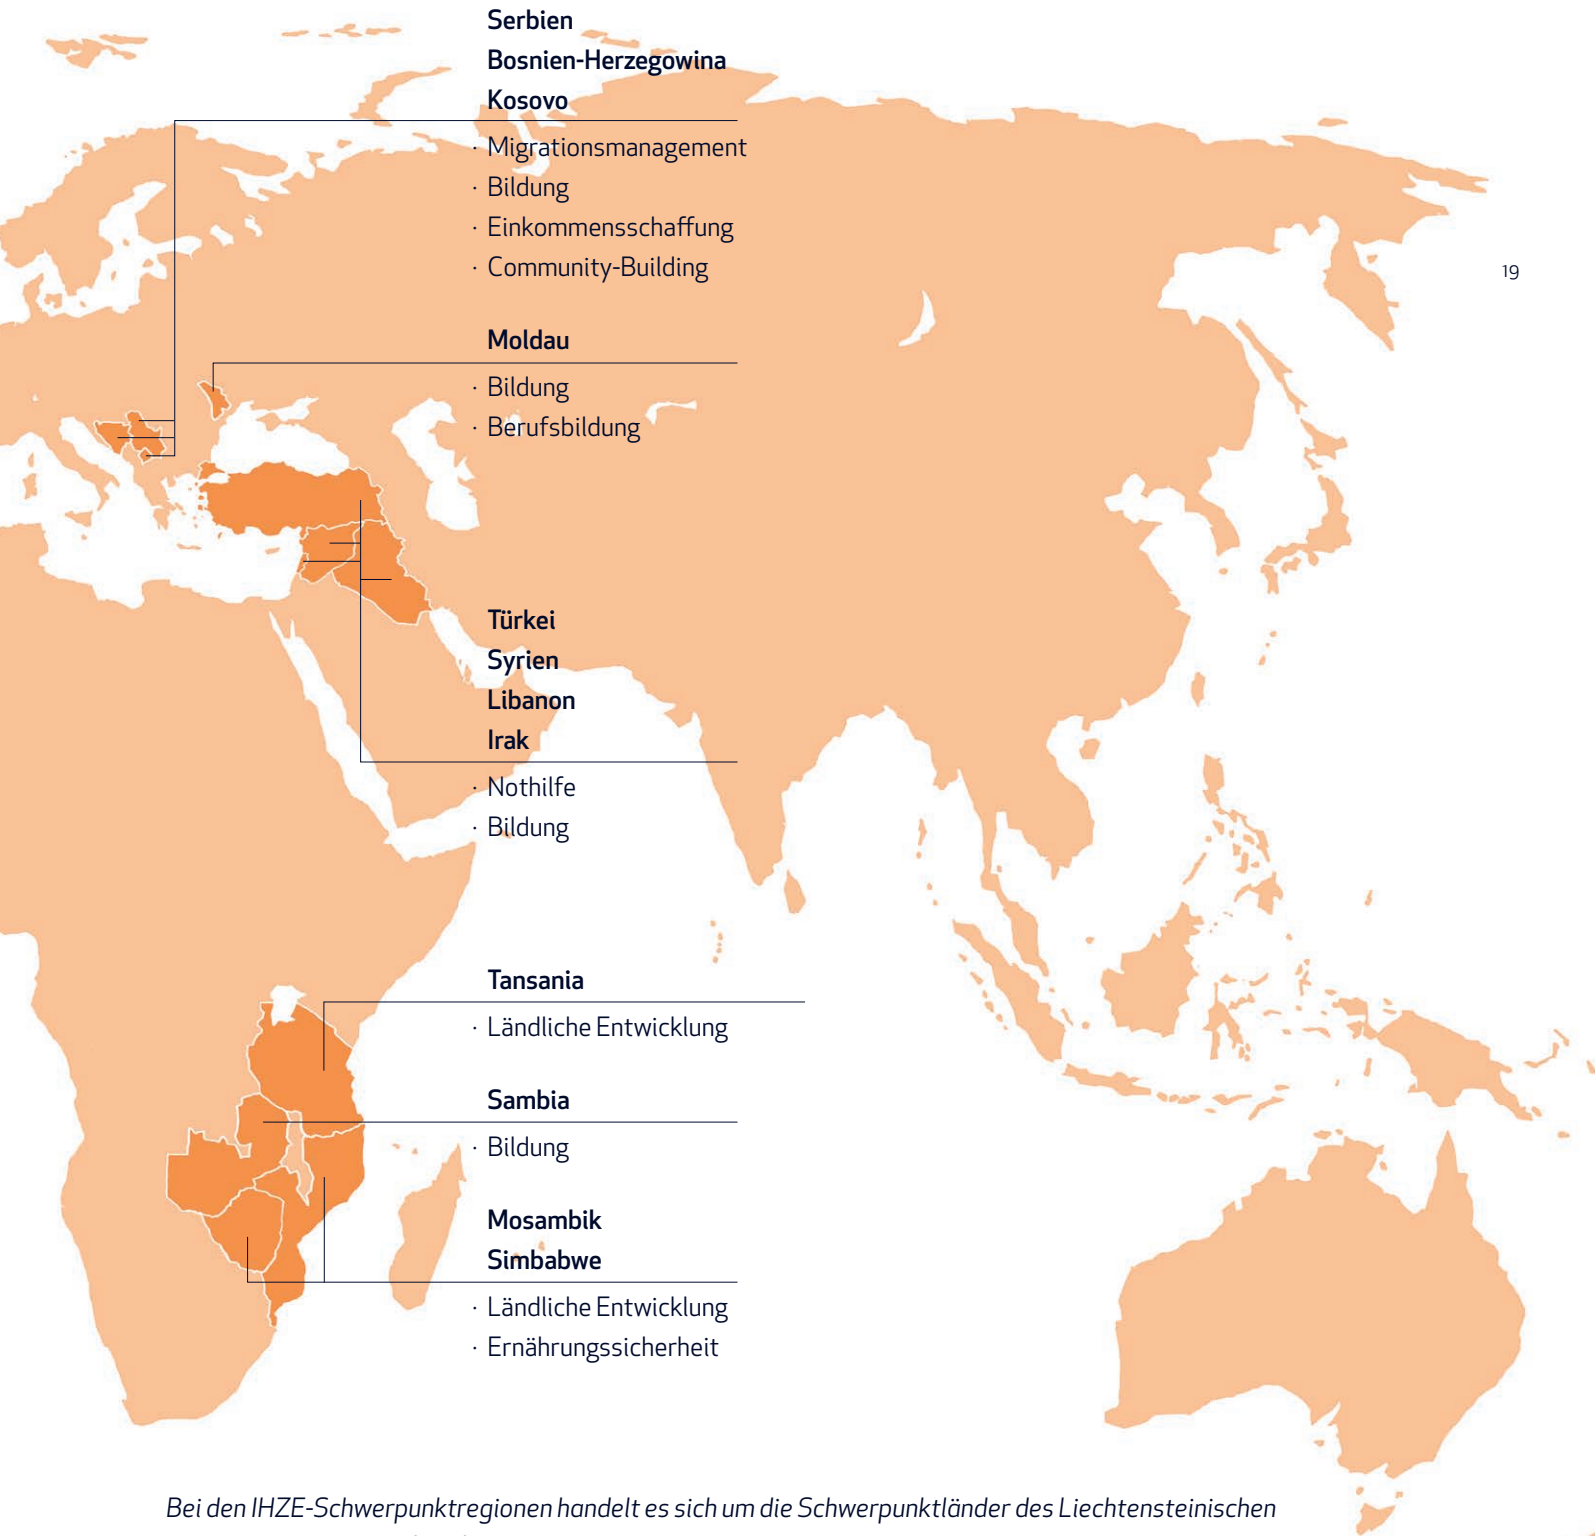 Serbien
Bosnien-Herzegowina
Kosovo
· Migrationsmanagement
· Bildung
· Einkommensschaffung
· Community-Building
19
Moldau
· Bildung
· Berufsbildung
Türkei
Syrien
Libanon
Irak
· Nothilfe
· Bildung
Tansania
· Ländliche Entwicklung
Sambia
· Bildung
Mosambik
Simbabwe
· Ländliche Entwicklung
· Ernährungssicherheit
Bei den IHZE-Schwerpunktregionen handelt es sich um die Schwerpunktländer des Liechtensteinischen